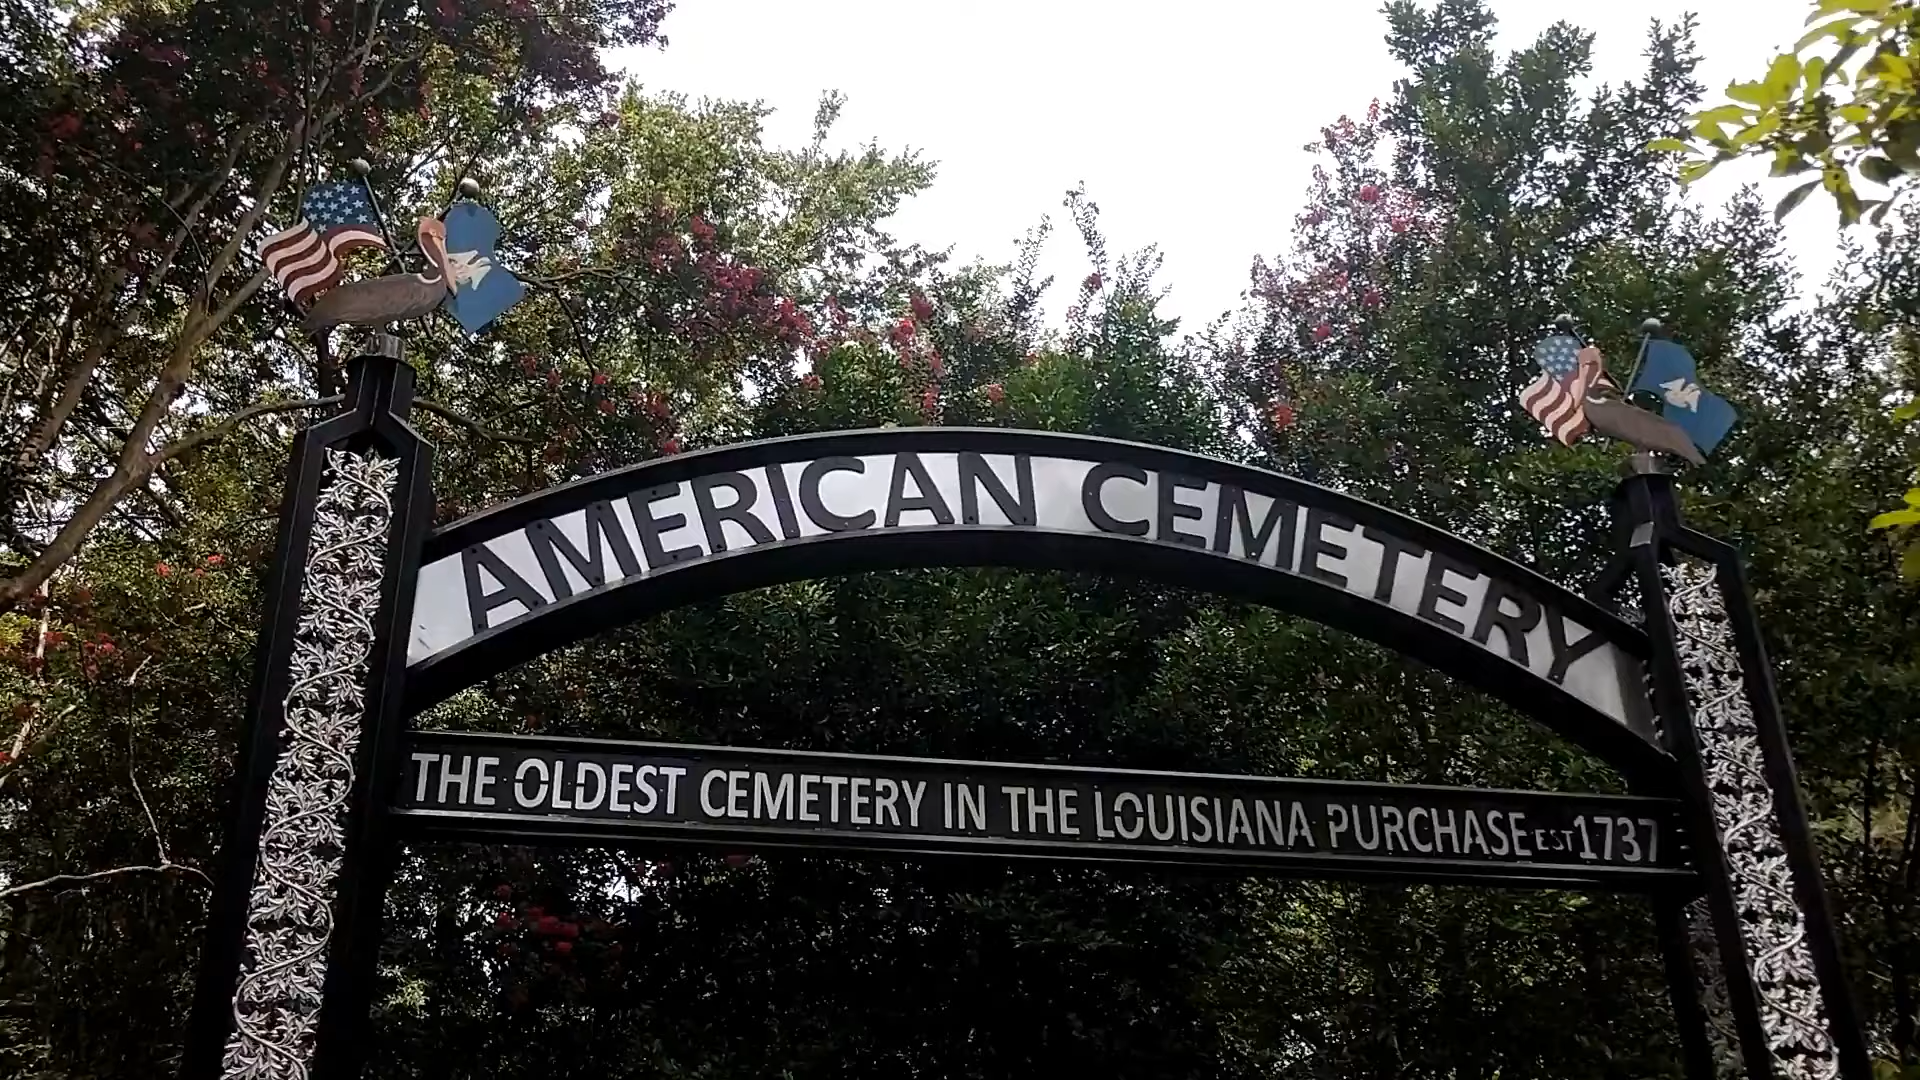 AMERICAN CEMETERY
THE OLDEST CEMETERY IN THE LOUISIANA PURCHASE EST 1737